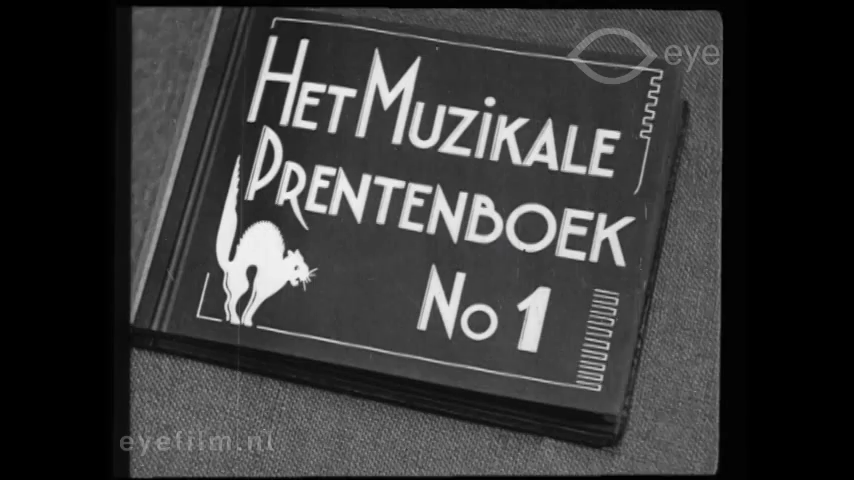 eye
HET MUZIKALE
PRENTENBOEK
No 1
eyefilm.nl